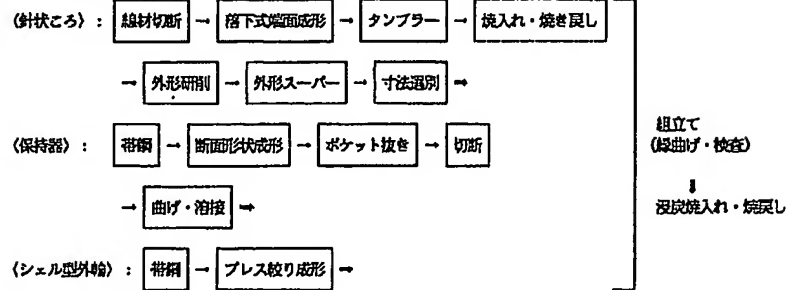 〈針状ころ〉： 線材切断 → 落下式端面成形 → タンブラー → 焼入れ・焼き戻し
→ 外形研削 → 外形スーパー → 寸法選別 →
〈保持器〉： 帯鋼 → 断面形状成形 → ポケット抜き → 切断
→ 曲げ・溶接 →
〈シェル型外輪〉： 帯鋼 → プレス絞り成形 →
組立て
(縁曲げ・検査)
⬇
浸炭焼入れ・焼戻し